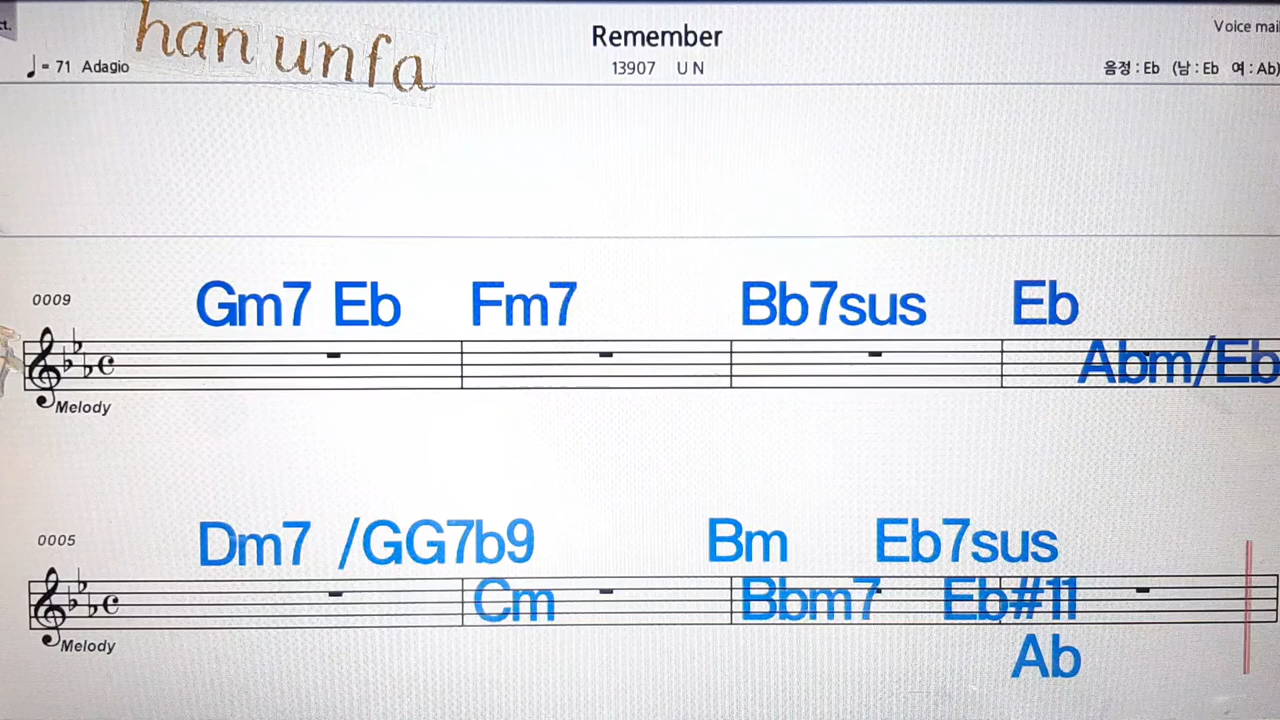 ct.
han unfa
Remember
Voice mai
♩= 71 Adagio
13907 U N
음정 : Eb (남 : Eb 여 : Ab)
0009
Gm7 Eb Fm7 Bb7sus Eb
Abm/Eb
Melody
0005
Dm7 /GG7b9 Bm Eb7sus
Cm Bbm7 Eb#11
Melody
Ab